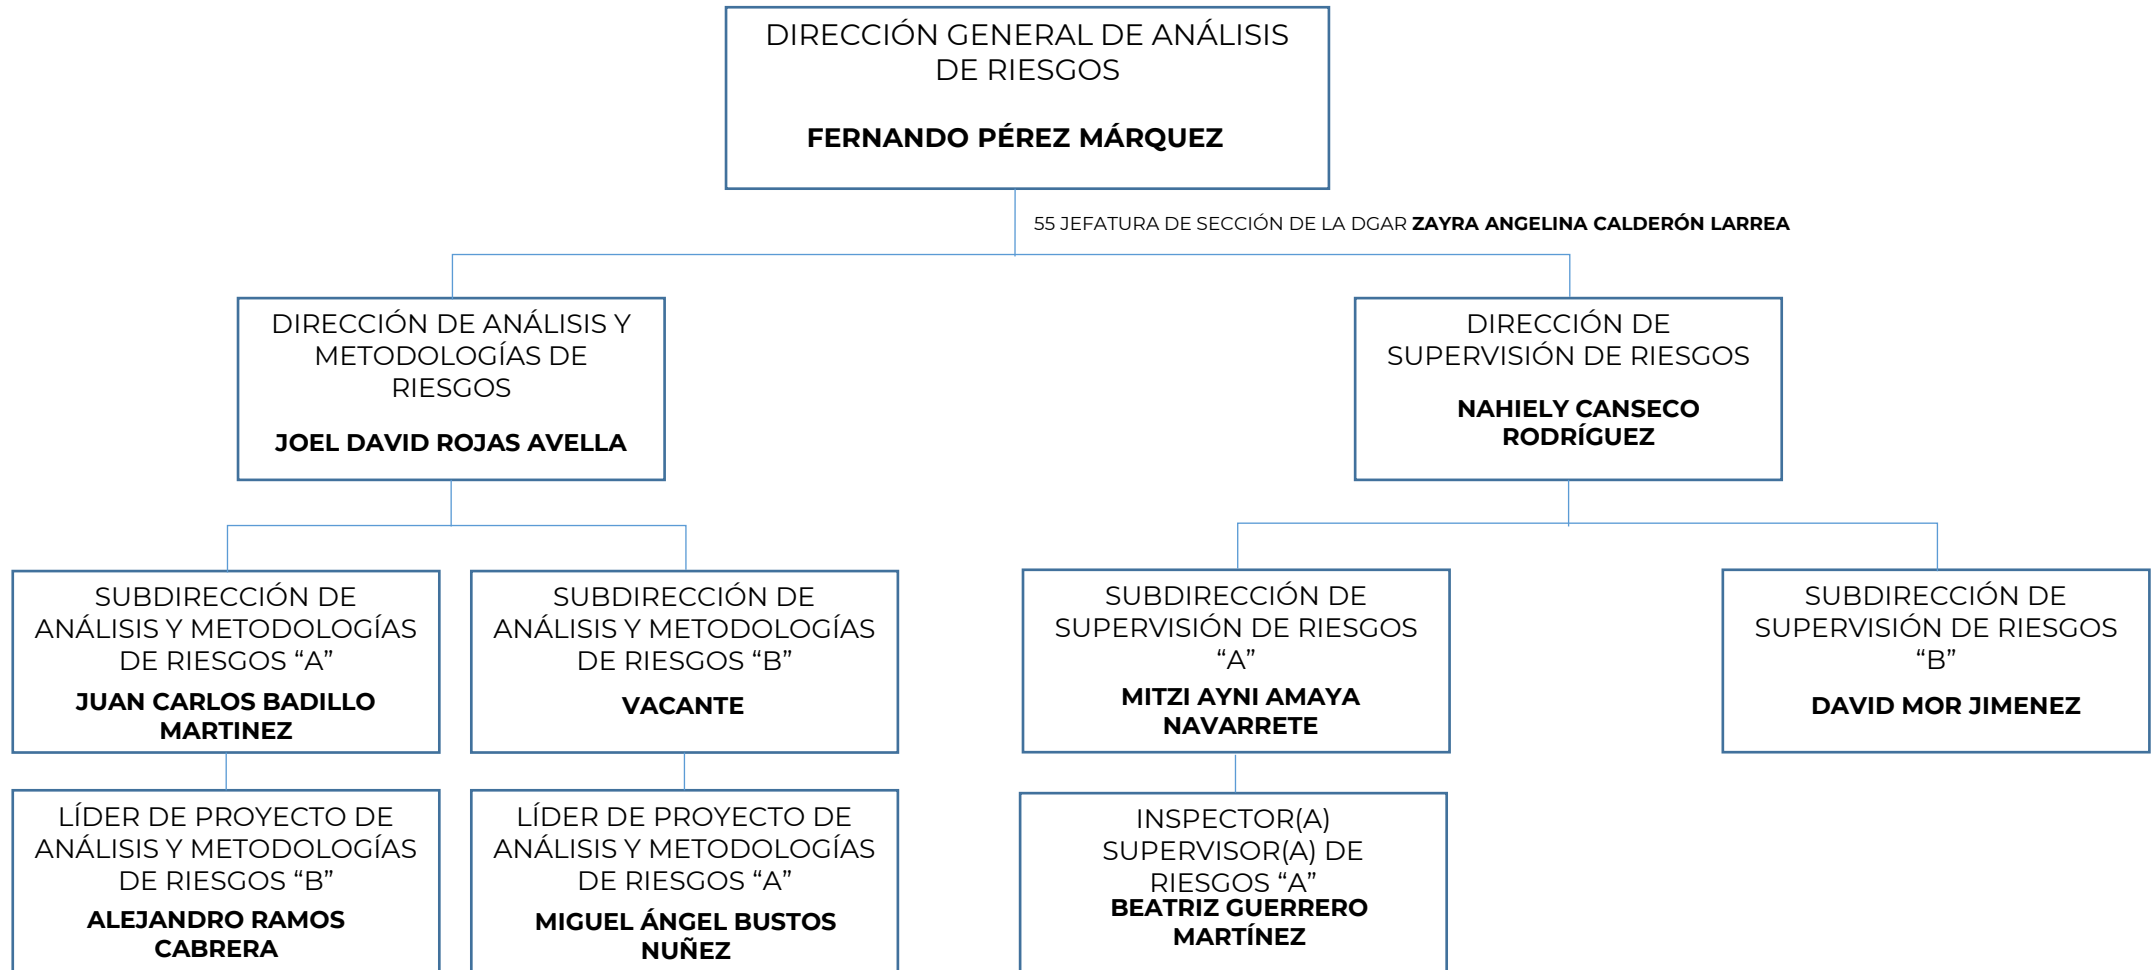 DIRECCIÓN GENERAL DE ANÁLISIS
DE RIESGOS
FERNANDO PÉREZ MÁRQUEZ
55 JEFATURA DE SECCIÓN DE LA DGAR ZAYRA ANGELINA CALDERÓN LARREA
DIRECCIÓN DE ANÁLISIS Y
METODOLOGÍAS DE
RIESGOS
JOEL DAVID ROJAS AVELLA
DIRECCIÓN DE
SUPERVISIÓN DE RIESGOS
NAHIELY CANSECO
RODRÍGUEZ
SUBDIRECCIÓN DE
ANÁLISIS Y METODOLOGÍAS
DE RIESGOS “A”
JUAN CARLOS BADILLO
MARTINEZ
SUBDIRECCIÓN DE
ANÁLISIS Y METODOLOGÍAS
DE RIESGOS “B”
VACANTE
SUBDIRECCIÓN DE
SUPERVISIÓN DE RIESGOS
“A”
MITZI AYNI AMAYA
NAVARRETE
SUBDIRECCIÓN DE
SUPERVISIÓN DE RIESGOS
“B”
DAVID MOR JIMENEZ
LÍDER DE PROYECTO DE
ANÁLISIS Y METODOLOGÍAS
DE RIESGOS “B”
ALEJANDRO RAMOS
CABRERA
LÍDER DE PROYECTO DE
ANÁLISIS Y METODOLOGÍAS
DE RIESGOS “A”
MIGUEL ÁNGEL BUSTOS
NUÑEZ
INSPECTOR(A)
SUPERVISOR(A) DE
RIESGOS “A”
BEATRIZ GUERRERO
MARTÍNEZ